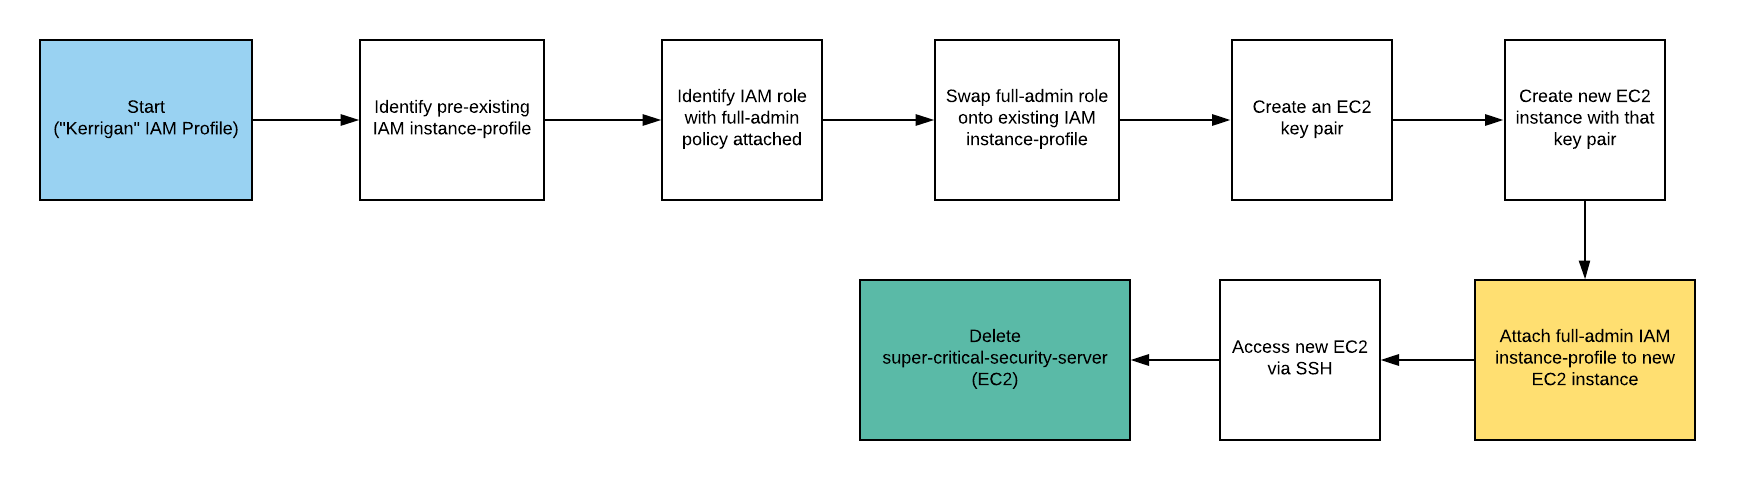 Start
("Kerrigan" IAM Profile)
Identify pre-existing
IAM instance-profile
Identify IAM role
with full-admin
policy attached
Swap full-admin role
onto existing IAM
instance-profile
Create an EC2
key pair
Create new EC2
instance with that
key pair
Attach full-admin IAM
instance-profile to new
EC2 instance
Access new EC2
via SSH
Delete
super-critical-security-server
(EC2)